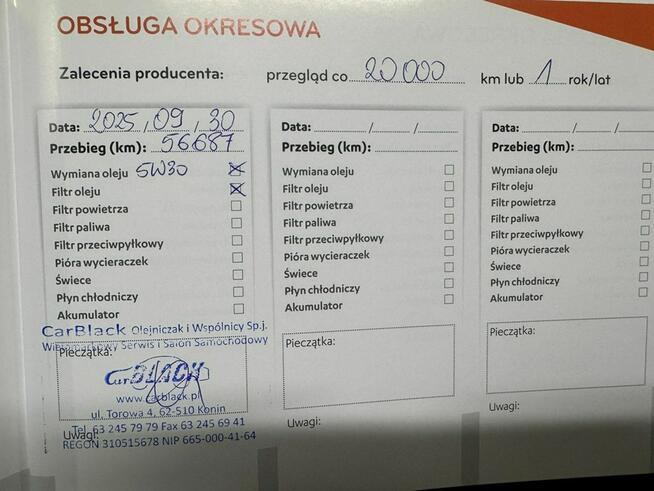 OBSŁUGA OKRESOWA
Zalecenia producenta: przegląd co 20 000 km lub 1 rok/lat
Data: 2025 / 09 / 30
Przebieg (km): 56687
Wymiana oleju 5W30
Filtr oleju
Filtr powietrza
Filtr paliwa
Filtr przeciwpyłkowy
Pióra wycieraczek
Świece
Płyn chłodniczy
Akumulator
CarBlack Olejniczak i Wspólnicy Sp.j.
Wielomarkowy Serwis i Salon Samochodowy
Pieczątka:
CarBLACK
www.carblack.pl
ul. Torowa 4, 62-510 Konin
Tel. 63 245 79 79 Fax 63 245 69 41
Uwagi:
REGON 310515678 NIP 665-000-41-64
Data: / /
Przebieg (km):
Wymiana oleju
Filtr oleju
Filtr powietrza
Filtr paliwa
Filtr przeciwpyłkowy
Pióra wycieraczek
Świece
Płyn chłodniczy
Akumulator
Pieczątka:
Uwagi:
Data: / /
Przebieg (km):
Wymiana oleju
Filtr oleju
Filtr powietrza
Filtr paliwa
Filtr przeciwpyłkowy
Pióra wycieraczek
Świece
Płyn chłodniczy
Akumulator
Pieczątka:
Uwagi: